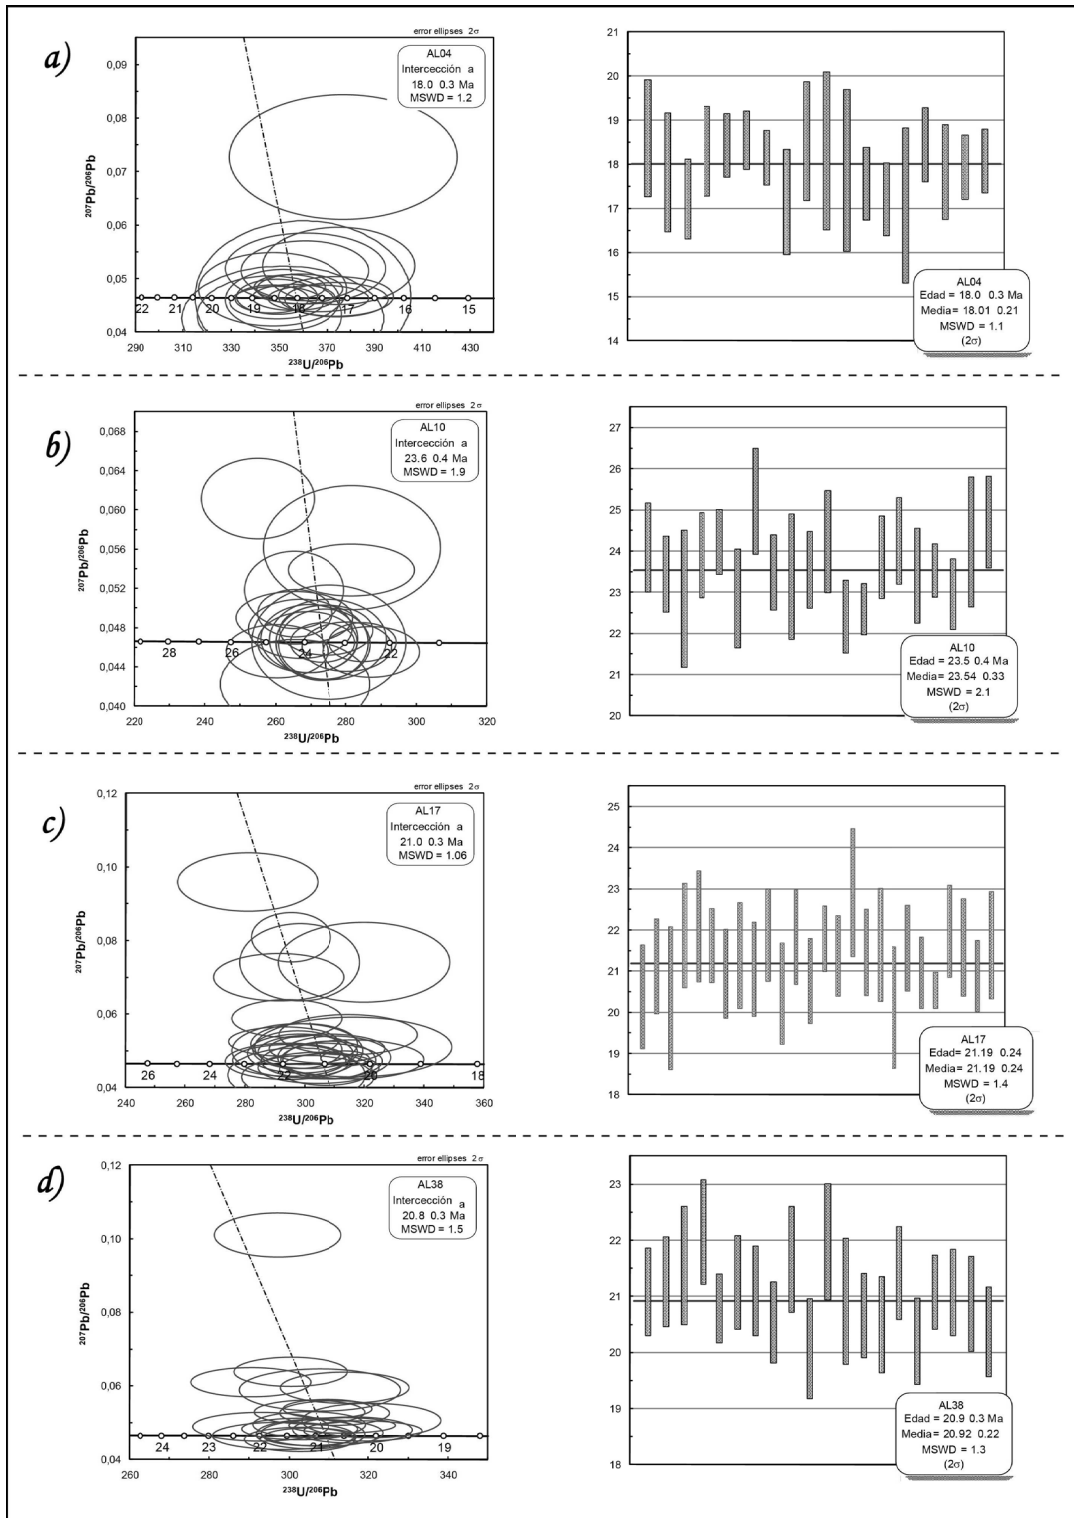 a)
error ellipses 2σ
AL04
Intercección a
18.0 0.3 Ma
MSWD = 1.2
0,09
0,08
0,07
0,06
0,05
0,04
²⁰⁷Pb/²⁰⁶Pb
22 21 20 19 18 17 16 15
290 310 330 350 370 390 410 430
²³⁸U/²⁰⁶Pb
21
20
19
18
17
16
15
14
AL04
Edad = 18.0 0.3 Ma
Media= 18.01 0.21
MSWD = 1.1
(2σ)
b)
error ellipses 2σ
AL10
Intercección a
23.6 0.4 Ma
MSWD = 1.9
0,068
0,064
0,060
0,056
0,052
0,048
0,044
0,040
²⁰⁷Pb/²⁰⁶Pb
28 26 24 22
220 240 260 280 300 320
²³⁸U/²⁰⁶Pb
27
26
25
24
23
22
21
20
AL10
Edad = 23.5 0.4 Ma
Media= 23.54 0.33
MSWD = 2.1
(2σ)
c)
error ellipses 2σ
AL17
Intercección a
21.0 0.3 Ma
MSWD = 1.06
0,12
0,10
0,08
0,06
0,04
²⁰⁷Pb/²⁰⁶Pb
26 24 22 20 18
240 260 280 300 320 340 360
²³⁸U/²⁰⁶Pb
25
24
23
22
21
20
19
18
AL17
Edad= 21.19 0.24
Media= 21.19 0.24
MSWD = 1.4
(2σ)
d)
error ellipses 2σ
AL38
Intercección a
20.8 0.3 Ma
MSWD = 1.5
0,12
0,10
0,08
0,06
0,04
²⁰⁷Pb/²⁰⁶Pb
24 23 22 21 20 19
260 280 300 320 340
²³⁸U/²⁰⁶Pb
23
22
21
20
19
18
AL38
Edad = 20.9 0.3 Ma
Media= 20.92 0.22
MSWD = 1.3
(2σ)